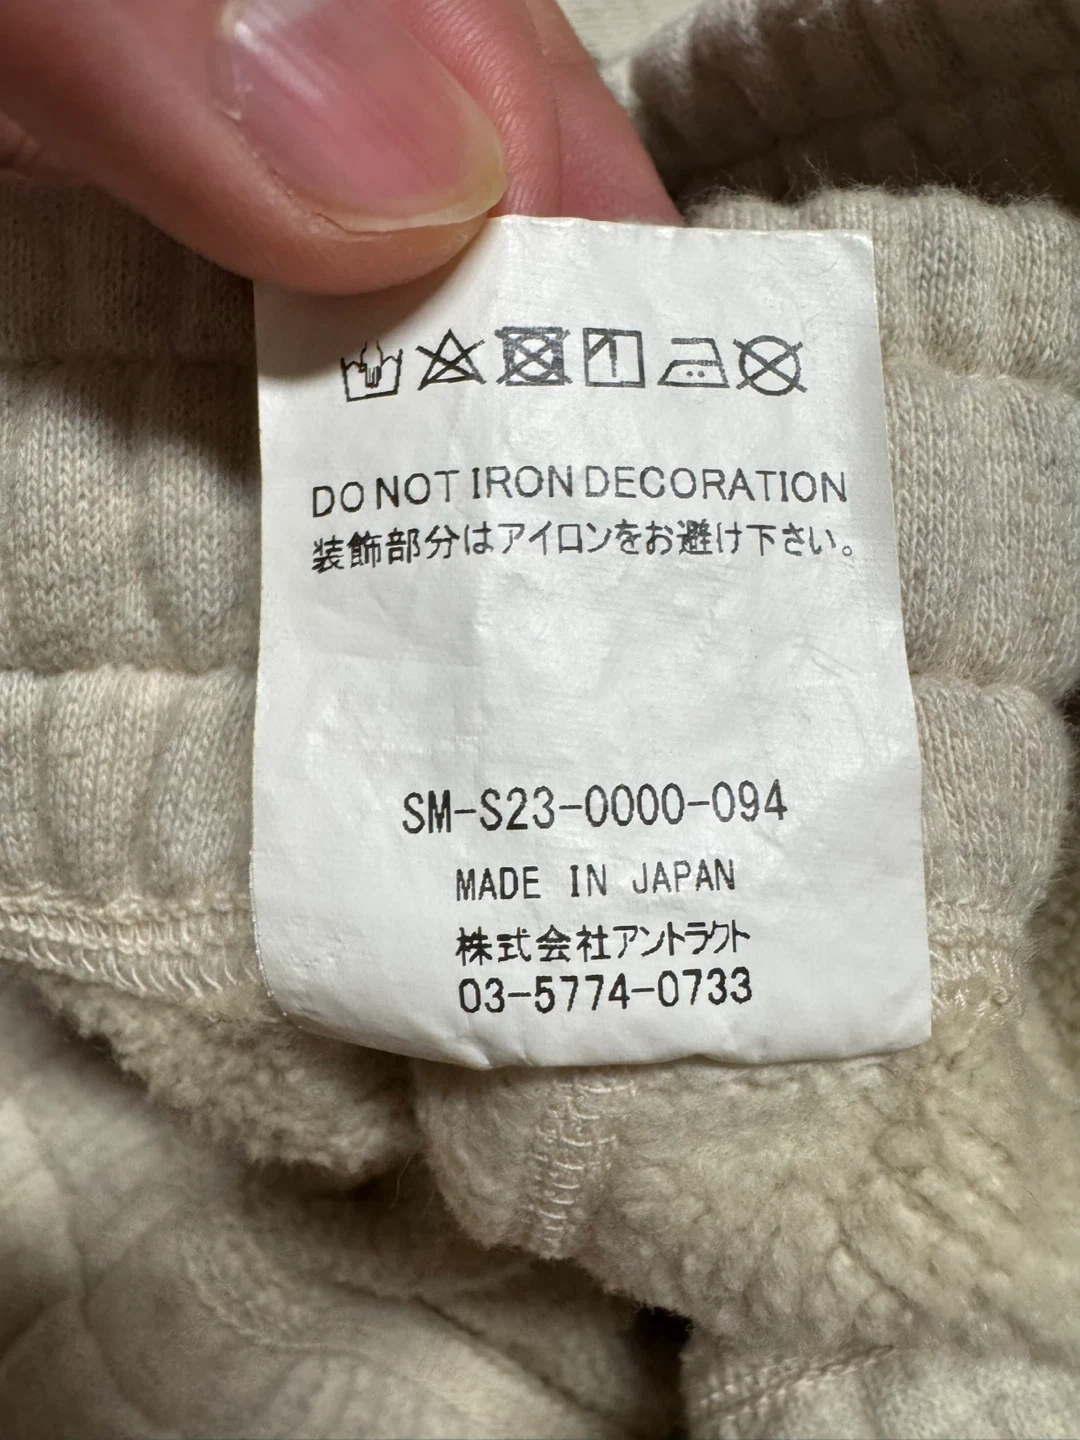 DO NOT IRON DECORATION
装飾部分はアイロンをお避け下さい。
SM-S23-0000-094
MADE IN JAPAN
株式会社アントラクト
03-5774-0733